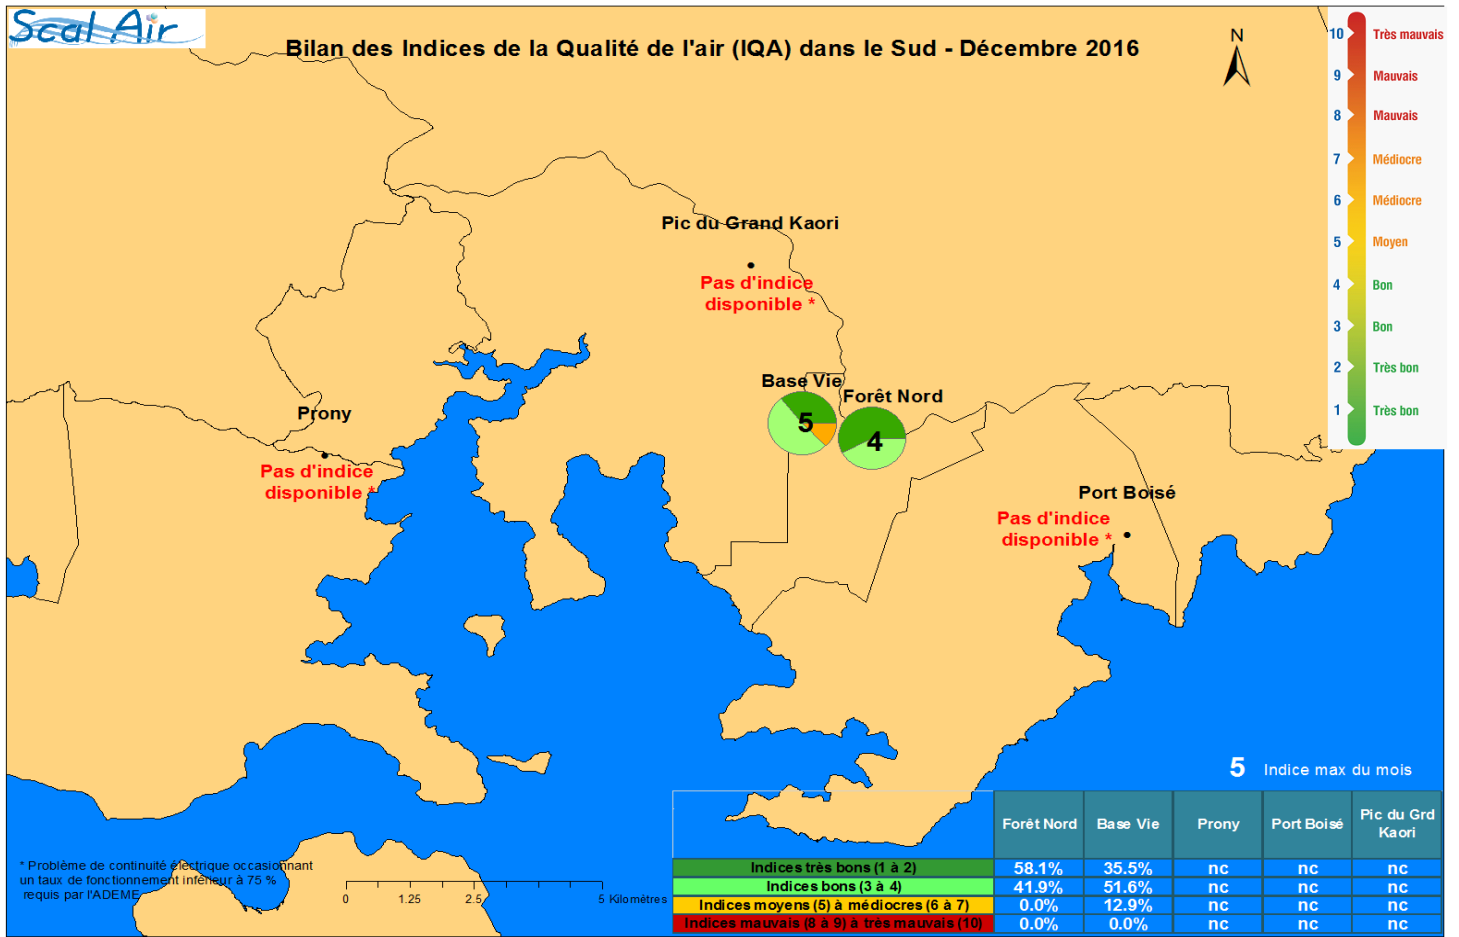 Scal Air
Bilan des Indices de la Qualité de l'air (IQA) dans le Sud - Décembre 2016
N
10 Très mauvais
9 Mauvais
8 Mauvais
7 Médiocre
6 Médiocre
5 Moyen
4 Bon
3 Bon
2 Très bon
1 Très bon
Pic du Grand Kaori
Pas d'indice
disponible *
Base Vie
5
Forêt Nord
4
Prony
Pas d'indice
disponible *
Port Boisé
Pas d'indice
disponible *
5 Indice max du mois
Forêt Nord Base Vie Prony Port Boisé Pic du Grd
Kaori
Indices très bons (1 à 2) 58.1% 35.5% nc nc nc
Indices bons (3 à 4) 41.9% 51.6% nc nc nc
Indices moyens (5) à médiocres (6 à 7) 0.0% 12.9% nc nc nc
Indices mauvais (8 à 9) à très mauvais (10) 0.0% 0.0% nc nc nc
* Problème de continuité électrique occasionnant
un taux de fonctionnement inférieur à 75 %
requis par l'ADEME
0 1.25 2.5 5 Kilomètres